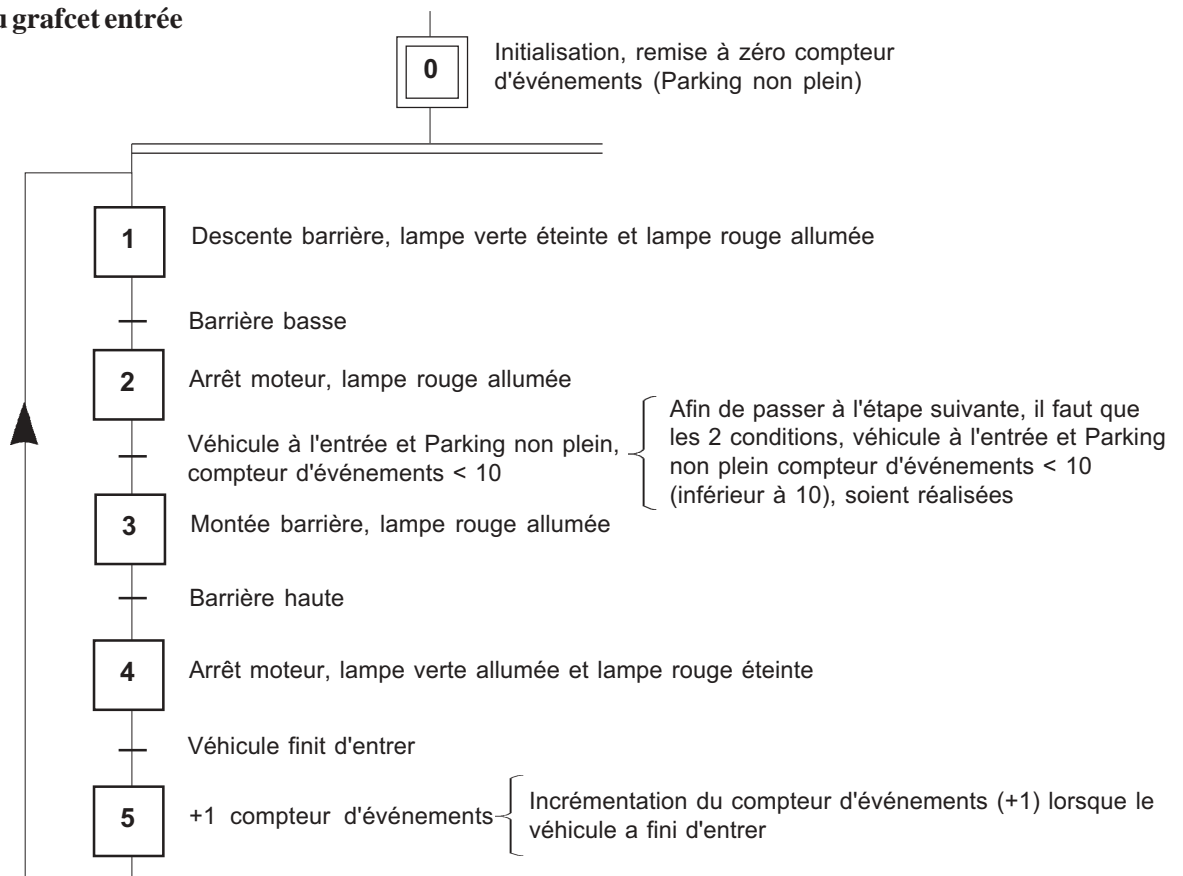 u grafcet entrée
0
Initialisation, remise à zéro compteur
d'événements (Parking non plein)
1
Descente barrière, lampe verte éteinte et lampe rouge allumée
Barrière basse
2
Arrêt moteur, lampe rouge allumée
Véhicule à l'entrée et Parking non plein,
compteur d'événements < 10
Afin de passer à l'étape suivante, il faut que
les 2 conditions, véhicule à l'entrée et Parking
non plein compteur d'événements < 10
(inférieur à 10), soient réalisées
3
Montée barrière, lampe rouge allumée
Barrière haute
4
Arrêt moteur, lampe verte allumée et lampe rouge éteinte
Véhicule finit d'entrer
5
+1 compteur d'événements
Incrémentation du compteur d'événements (+1) lorsque le
véhicule a fini d'entrer